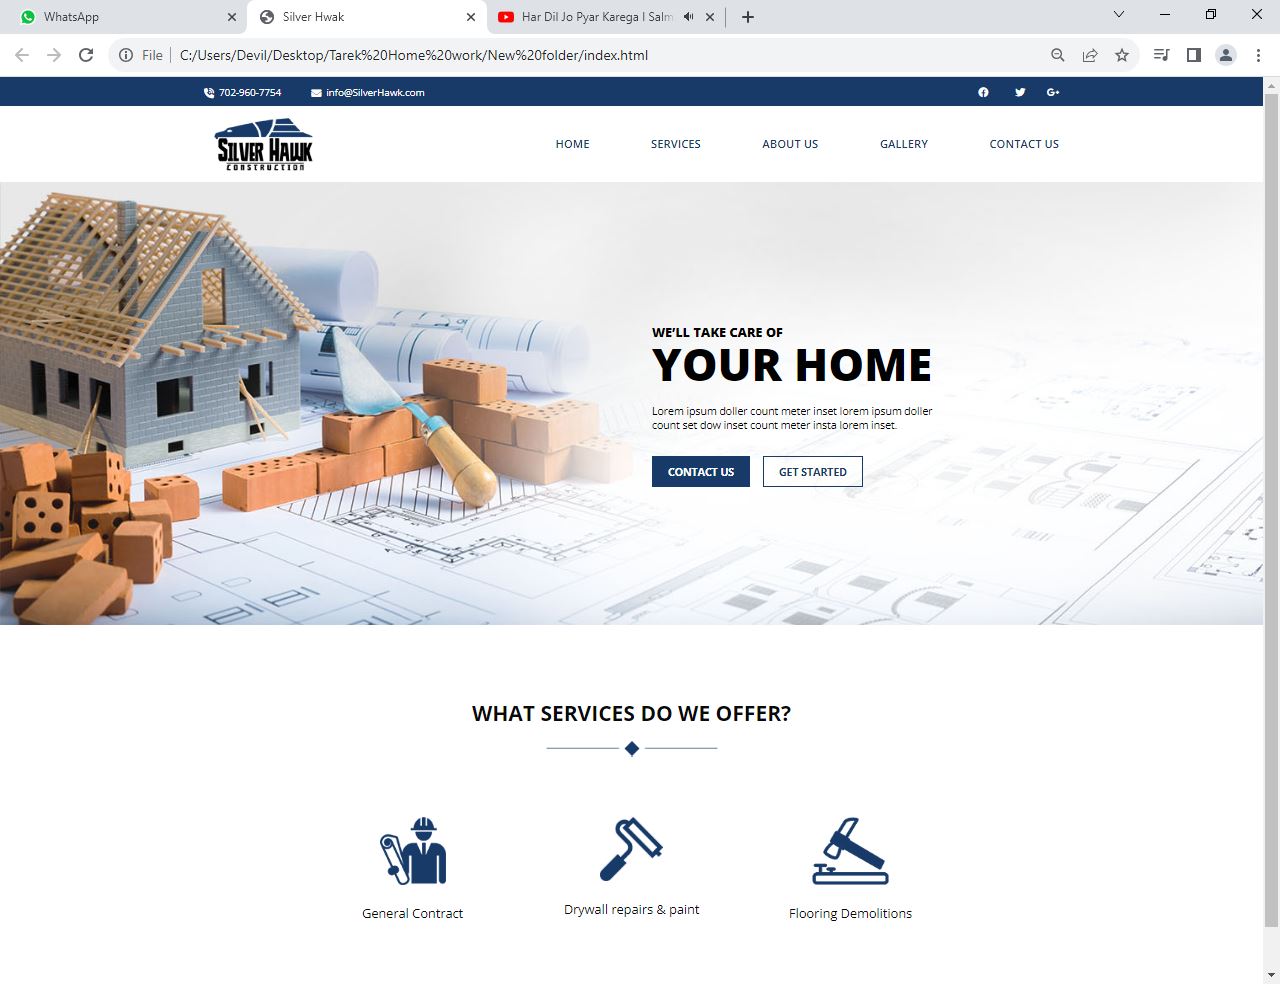 WhatsApp
Silver Hwak
Har Dil Jo Pyar Karega I Salm
File
C:/Users/Devil/Desktop/Tarek%20Home%20work/New%20folder/index.html
702-960-7754
info@SilverHawk.com
G+
SILVER HAWK
CONSTRUCTION
HOME
SERVICES
ABOUT US
GALLERY
CONTACT US
WE’LL TAKE CARE OF
YOUR HOME
Lorem ipsum doller count meter inset lorem ipsum doller
count set dow inset count meter insta lorem inset.
CONTACT US
GET STARTED
WHAT SERVICES DO WE OFFER?
General Contract
Drywall repairs & paint
Flooring Demolitions